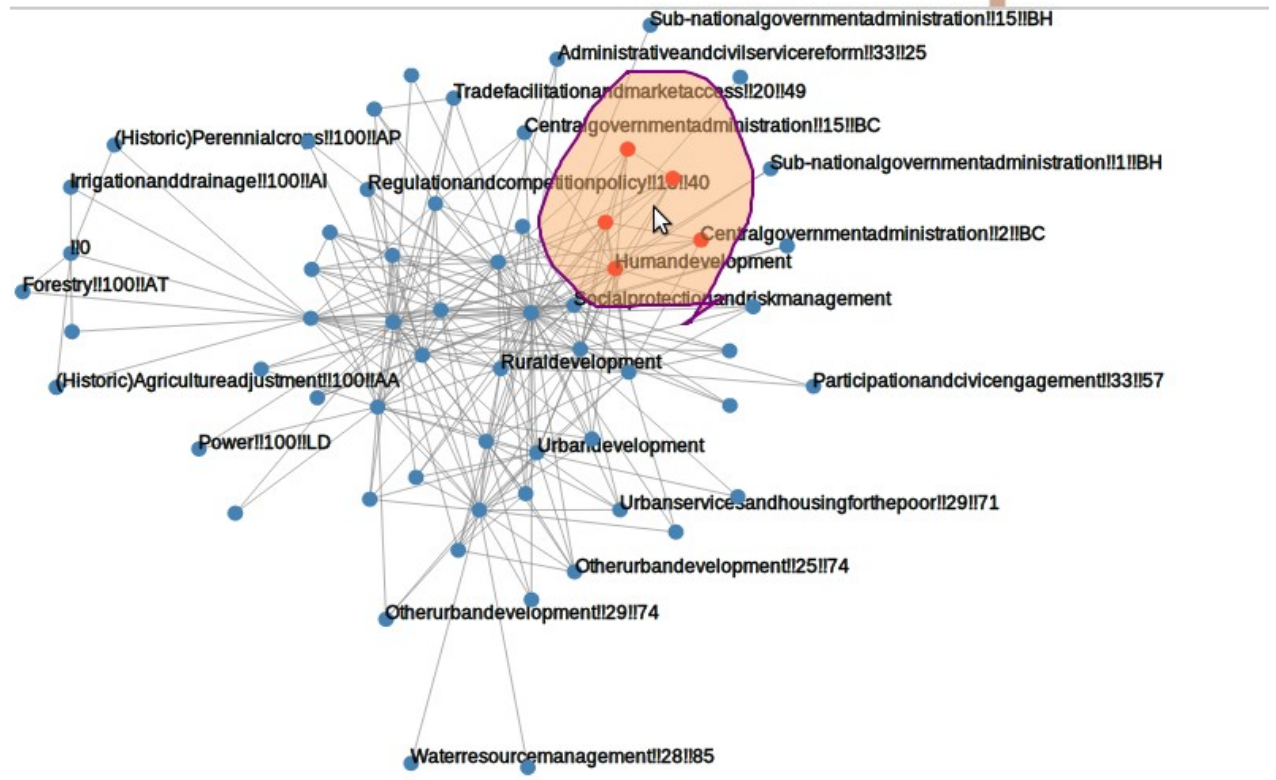 Sub-nationalgovernmentadministration!!15!!BH
Administrativeandcivilservicereform!!33!!25
Tradefacilitationandmarketaccess!!20!!49
Centralgovernmentadministration!!15!!BC
(Historic)Perennialcrops!!100!!AP
Sub-nationalgovernmentadministration!!1!!BH
Irrigationanddrainage!!100!!AI
Regulationandcompetitionpolicy!!!!40
Centralgovernmentadministration!!2!!BC
!!0
Humandevelopment
Forestry!!100!!AT
Socialprotectionandriskmanagement
Ruraldevelopment
(Historic)Agricultureadjustment!!100!!AA
Participationandcivicengagement!!33!!57
Power!!100!!LD
Urbandevelopment
Urbanservicesandhousingforthepoor!!29!!71
Otherurbandevelopment!!25!!74
Otherurbandevelopment!!29!!74
Waterresourcemanagement!!28!!85